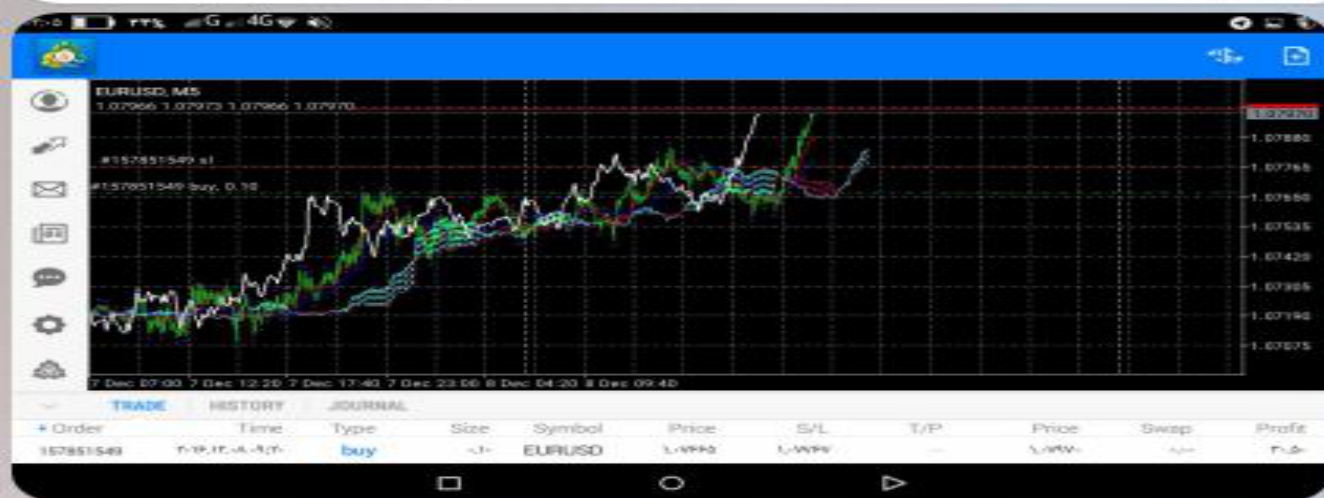 4G
EURUSD, M5
1.07966 1.07973 1.07966 1.07970
1.07970
1.07880
#157851549 sl
1.07765
#157851549 buy, 0.10
1.07650
1.07535
1.07420
1.07305
1.07190
1.07075
7 Dec 07:00 7 Dec 12:20 7 Dec 17:40 7 Dec 23:00 8 Dec 04:20 8 Dec 09:40
TRADE HISTORY JOURNAL
Order Time Type Size Symbol Price S/L T/P Price Swap Profit
157851549 buy EURUSD